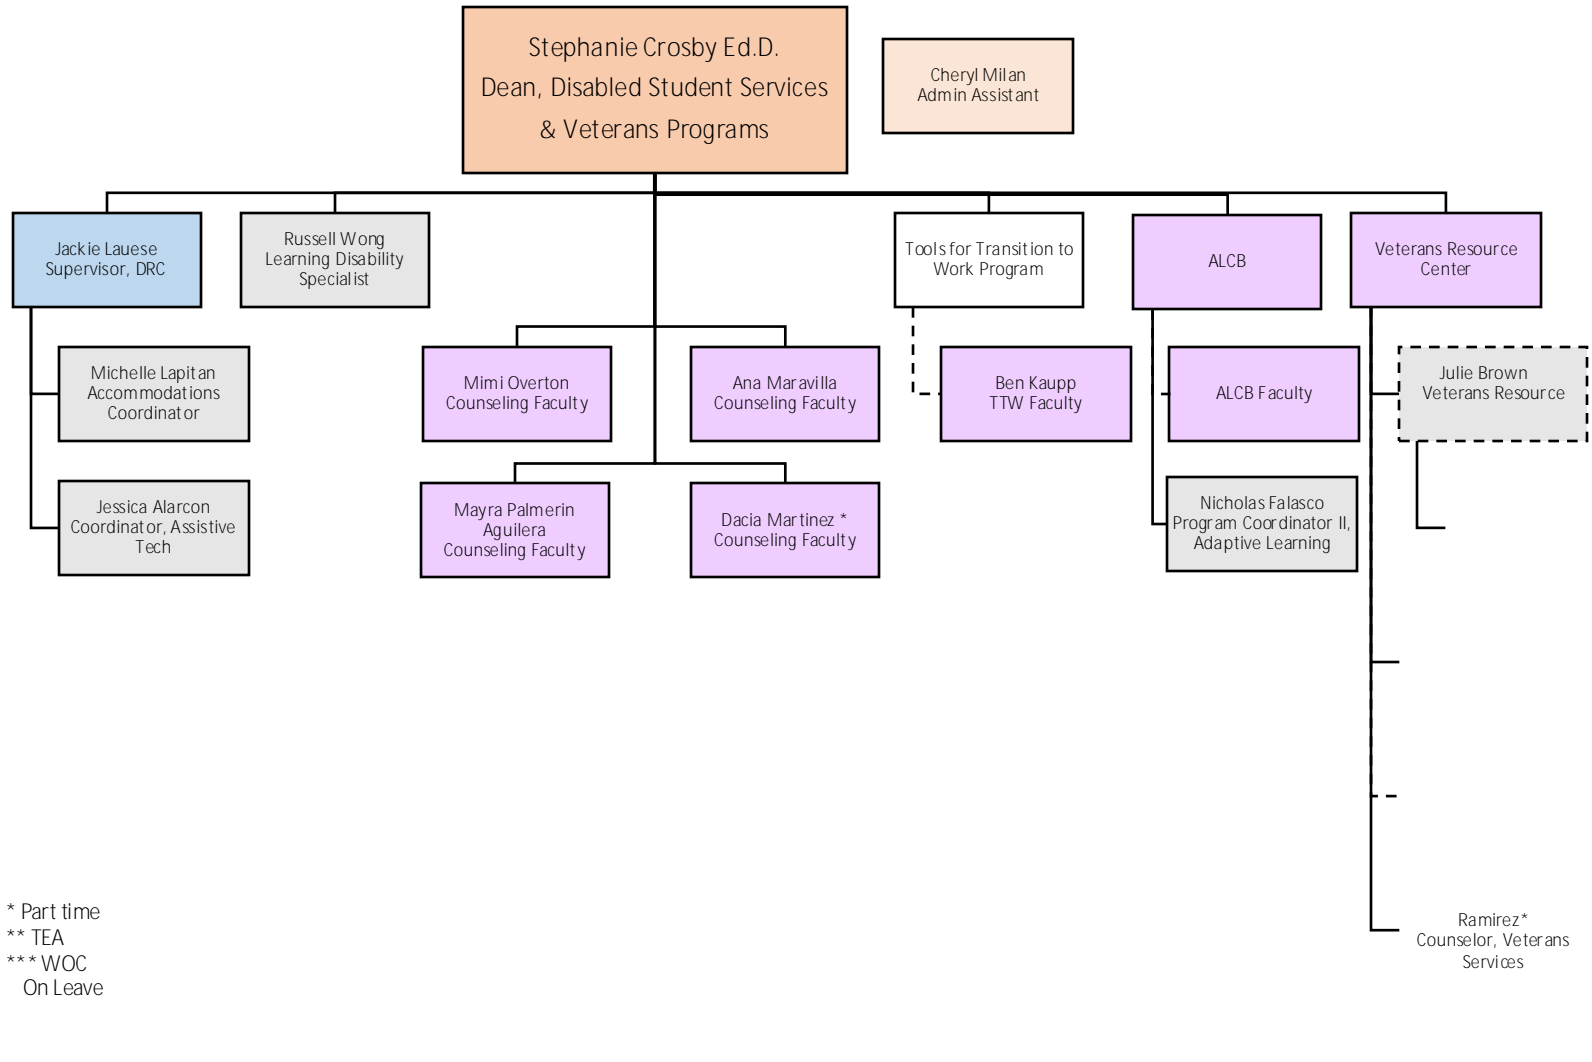 Stephanie Crosby Ed.D.
Dean, Disabled Student Services
& Veterans Programs
Cheryl Milan
Admin Assistant
Jackie Lauese
Supervisor, DRC
Russell Wong
Learning Disability
Specialist
Tools for Transition to
Work Program
ALCB
Veterans Resource
Center
Michelle Lapitan
Accommodations
Coordinator
Mimi Overton
Counseling Faculty
Ana Maravilla
Counseling Faculty
Ben Kaupp
TTW Faculty
ALCB Faculty
Julie Brown
Veterans Resource
Jessica Alarcon
Coordinator, Assistive
Tech
Mayra Palmerin
Aguilera
Counseling Faculty
Dacia Martinez *
Counseling Faculty
Nicholas Falasco
Program Coordinator II,
Adaptive Learning
Ramirez*
Counselor, Veterans
Services
* Part time
** TEA
*** WOC
On Leave